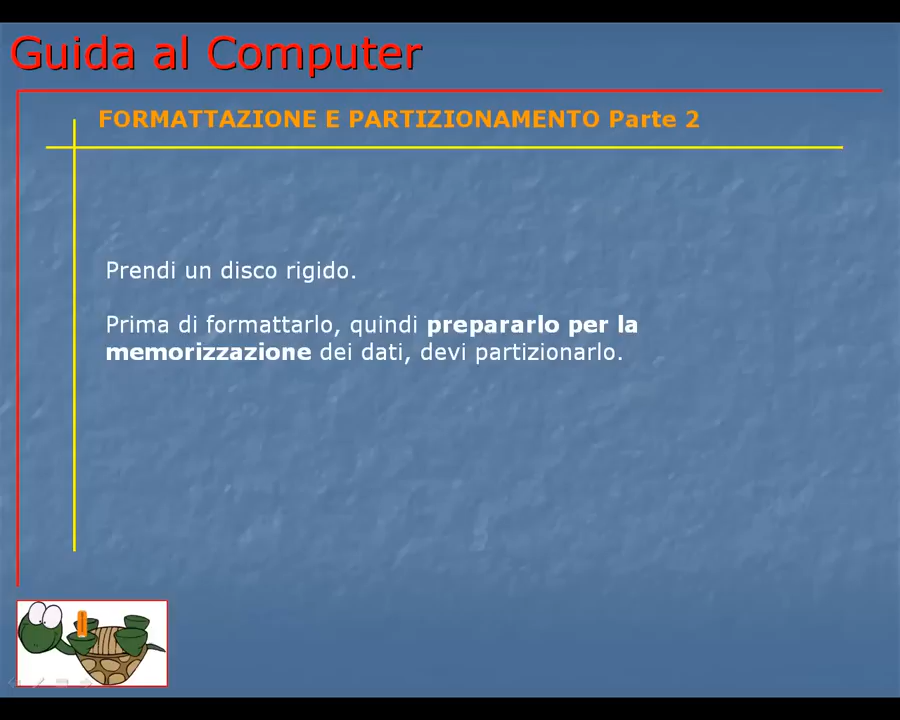 Guida al Computer
FORMATTAZIONE E PARTIZIONAMENTO Parte 2
Prendi un disco rigido.
Prima di formattarlo, quindi prepararlo per la
memorizzazione dei dati, devi partizionarlo.